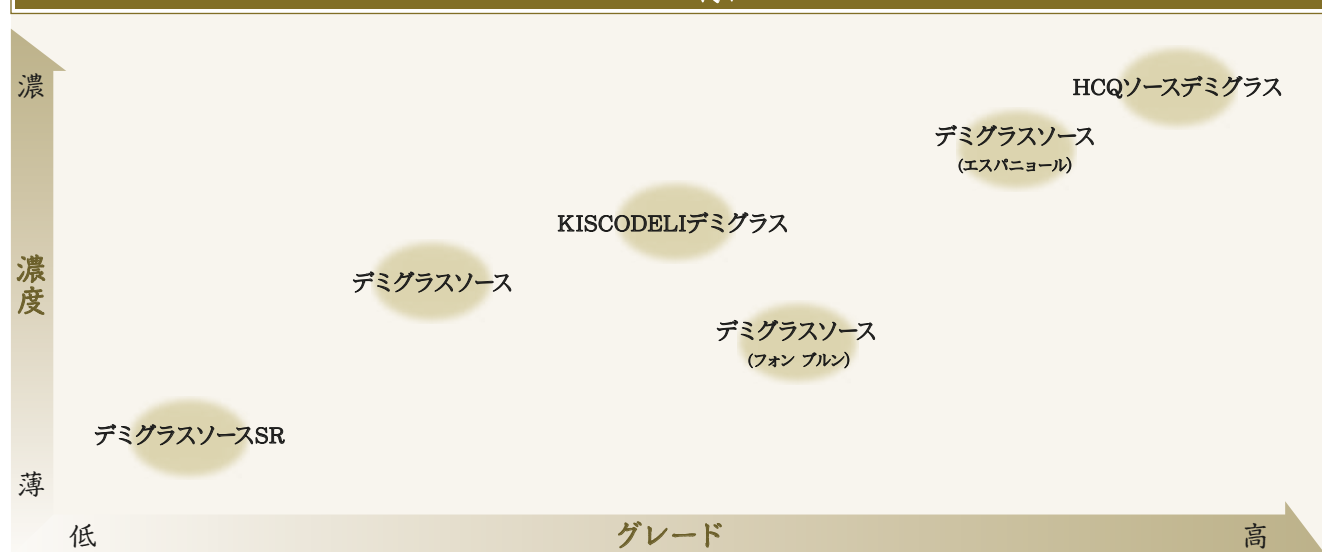 濃
HCQソースデミグラス
デミグラスソース
(エスパニョール)
KISCODELIデミグラス
濃度
デミグラスソース
デミグラスソース
(フォン ブルン)
デミグラスソースSR
薄
低
グレード
高